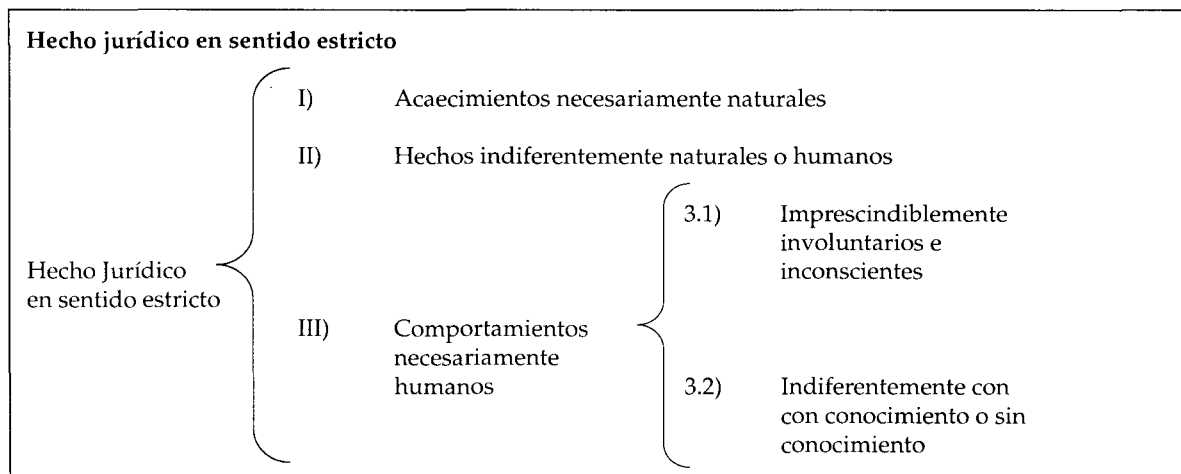 Hecho jurídico en sentido estricto
I) Acaecimientos necesariamente naturales
II) Hechos indiferentemente naturales o humanos
Hecho Jurídico
en sentido estricto
III) Comportamientos
necesariamente
humanos
3.1) Imprescindiblemente
involuntarios e
inconscientes
3.2) Indiferentemente con
con conocimiento o sin
conocimiento